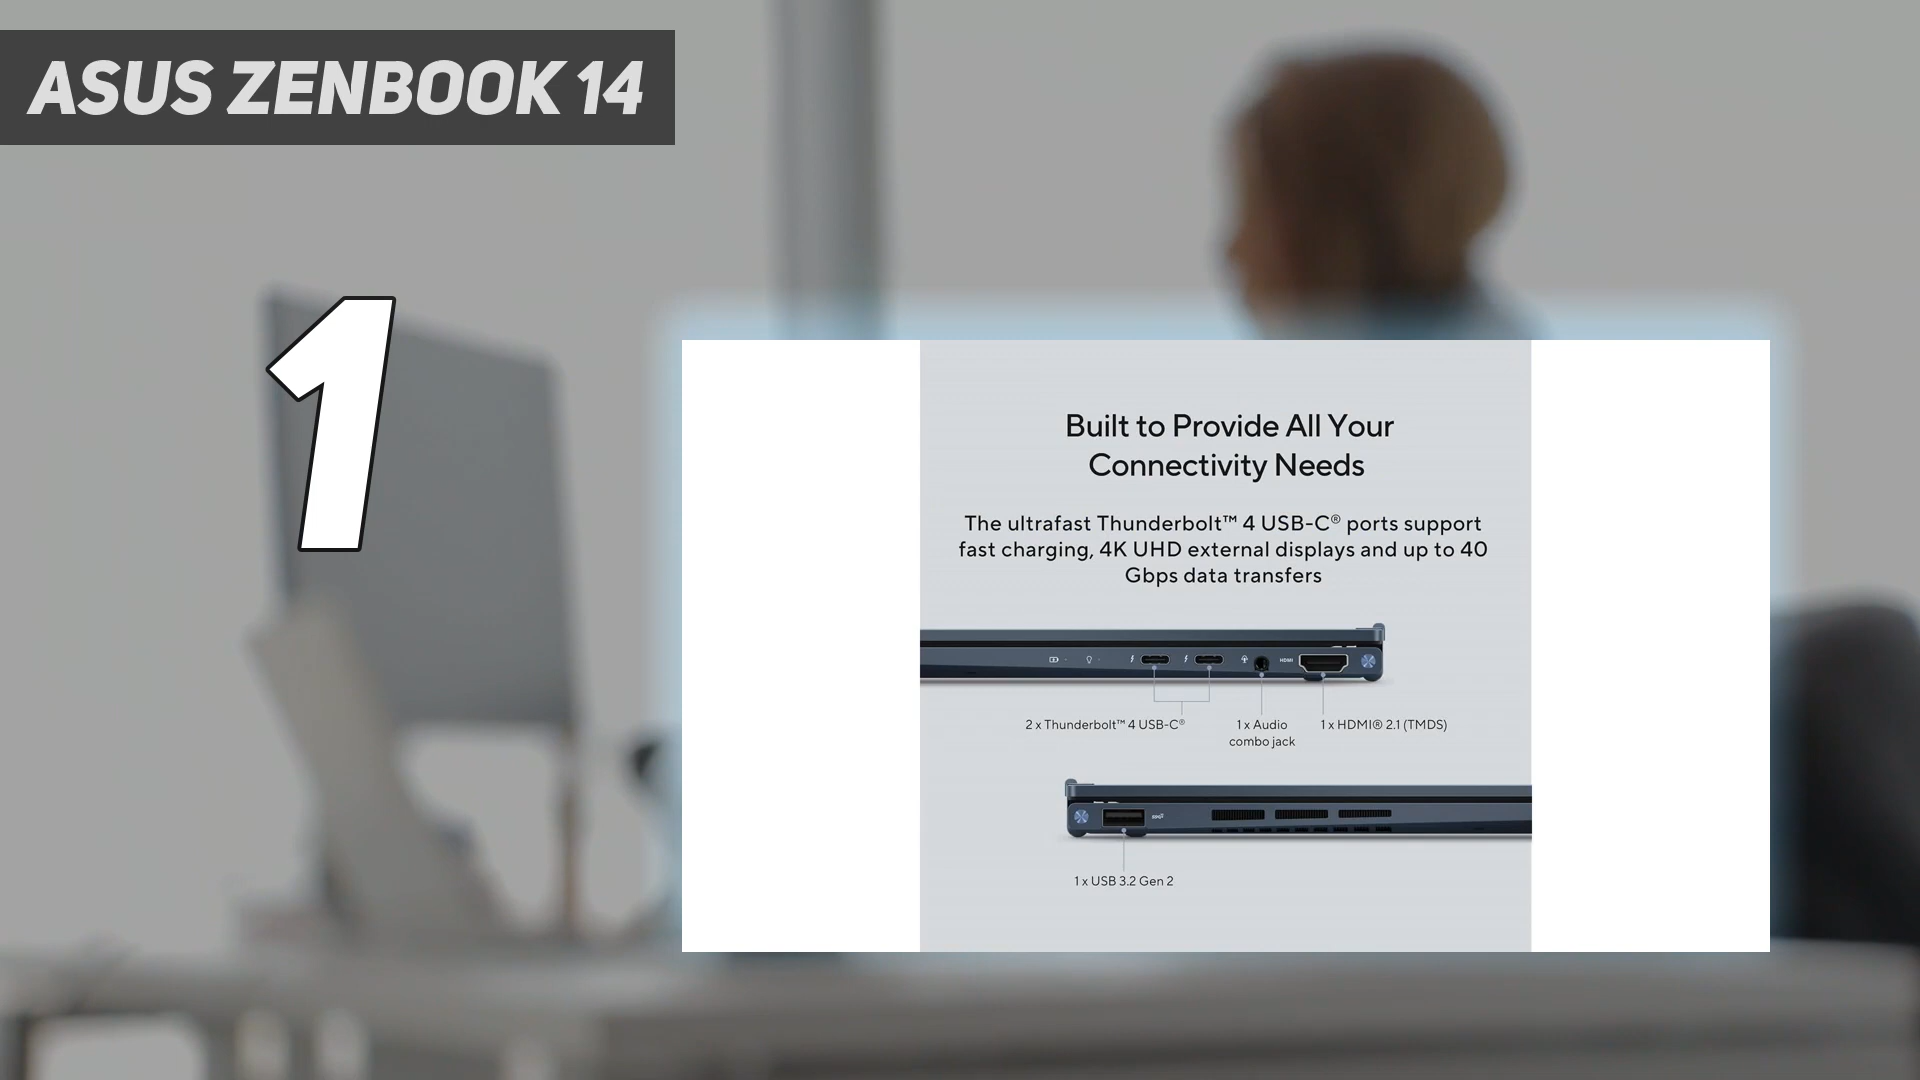 ASUS ZENBOOK 14
1
Built to Provide All Your
Connectivity Needs
The ultrafast Thunderbolt™ 4 USB-C® ports support
fast charging, 4K UHD external displays and up to 40
Gbps data transfers
HDMI
2 x Thunderbolt™ 4 USB-C®
1 x Audio
combo jack
1 x HDMI® 2.1 (TMDS)
1 x USB 3.2 Gen 2